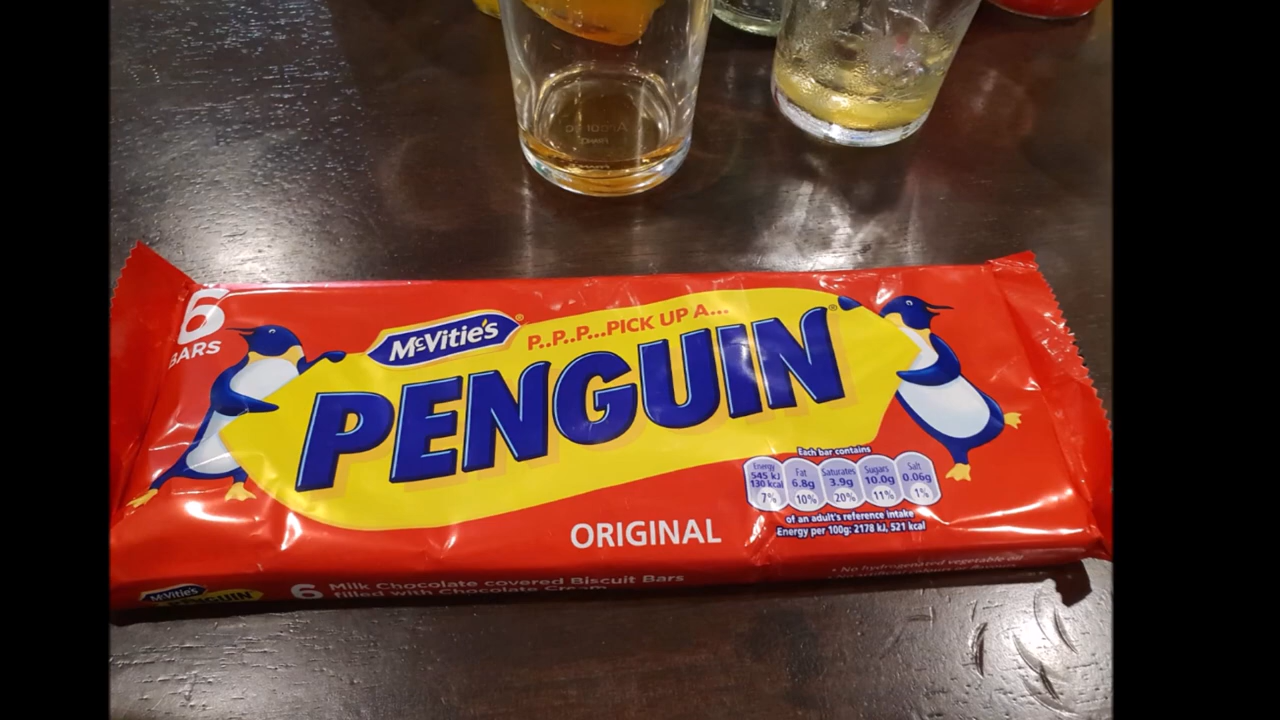 6
BARS
McVitie's
P..P..P...PICK UP A...
PENGUIN®
ORIGINAL
Each bar contains
Energy 545 kJ 130 kcal 7%
Fat 6.8g 10%
Saturates 3.9g 20%
Sugars 10.0g 11%
Salt 0.06g 1%
of an adult's reference intake
Energy per 100g: 2178 kJ, 521 kcal
McVitie's
PENGUIN
6 Milk Chocolate covered Biscuit Bars
filled with Chocolate Cream
• No hydrogenated vegetable oil